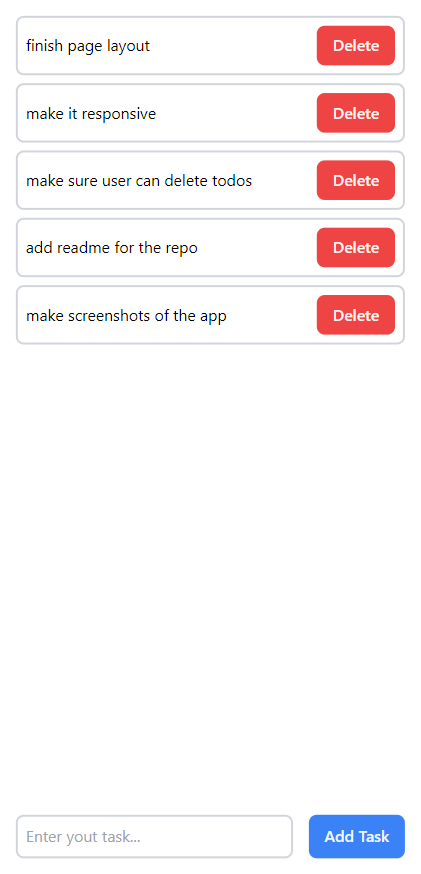 finish page layout Delete
make it responsive Delete
make sure user can delete todos Delete
add readme for the repo Delete
make screenshots of the app Delete
Enter yout task... Add Task